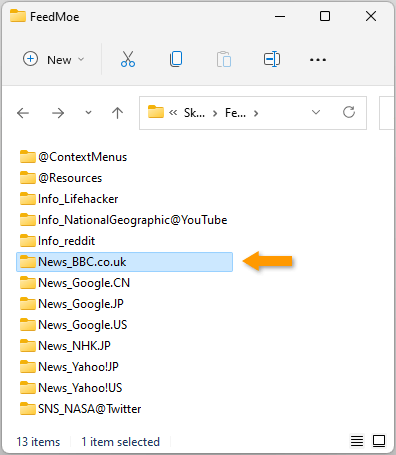 FeedMoe
New
Sk... Fe...
@ContextMenus
@Resources
Info_Lifehacker
Info_NationalGeographic@YouTube
Info_reddit
News_BBC.co.uk
News_Google.CN
News_Google.JP
News_Google.US
News_NHK.JP
News_Yahoo!JP
News_Yahoo!US
SNS_NASA@Twitter
13 items 1 item selected